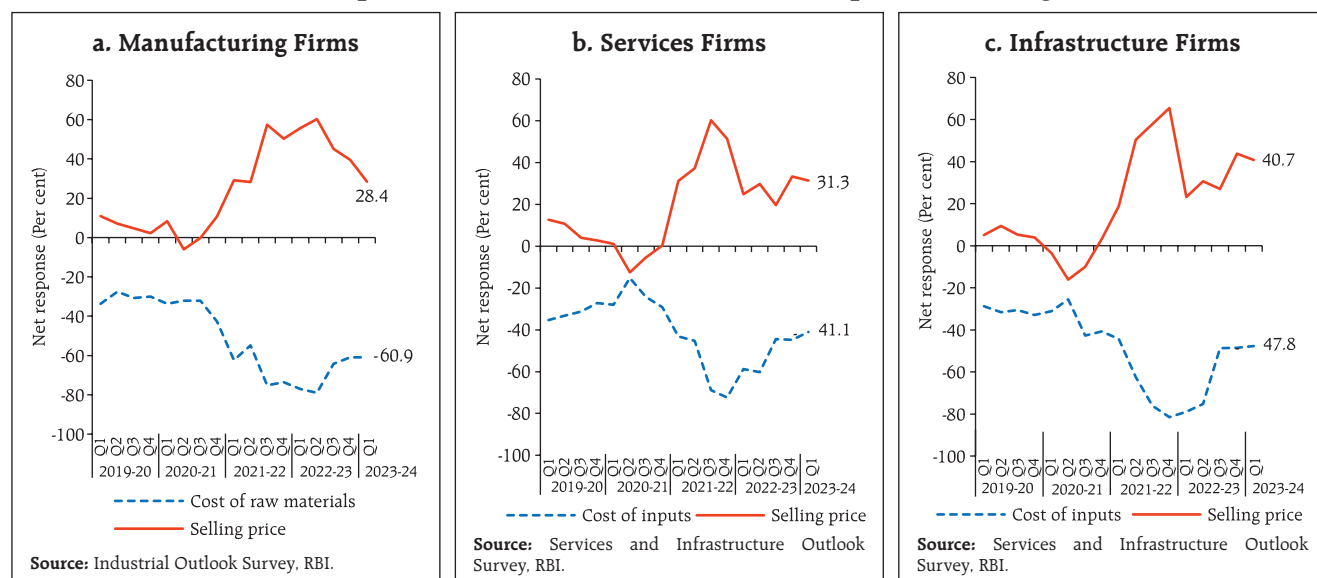 a. Manufacturing Firms
Net response (Per cent)
80
60
40
20
0
-20
-40
-60
-80
-100
28.4
-60.9
Q1 Q2 Q3 Q4 Q1 Q2 Q3 Q4 Q1 Q2 Q3 Q4 Q1 Q2 Q3 Q4 Q1
2019-20 2020-21 2021-22 2022-23 2023-24
Cost of raw materials
Selling price
Source: Industrial Outlook Survey, RBI.
b. Services Firms
Net response (Per cent)
80
60
40
20
0
-20
-40
-60
-80
-100
31.3
- 41.1
Q1 Q2 Q3 Q4 Q1 Q2 Q3 Q4 Q1 Q2 Q3 Q4 Q1 Q2 Q3 Q4 Q1
2019-20 2020-21 2021-22 2022-23 2023-24
Cost of inputs Selling price
Source: Services and Infrastructure Outlook
Survey, RBI.
c. Infrastructure Firms
Net response (Per cent)
80
60
40
20
0
-20
-40
-60
-80
-100
40.7
- 47.8
Q1 Q2 Q3 Q4 Q1 Q2 Q3 Q4 Q1 Q2 Q3 Q4 Q1 Q2 Q3 Q4 Q1
2019-20 2020-21 2021-22 2022-23 2023-24
Cost of inputs Selling price
Source: Services and Infrastructure Outlook
Survey, RBI.